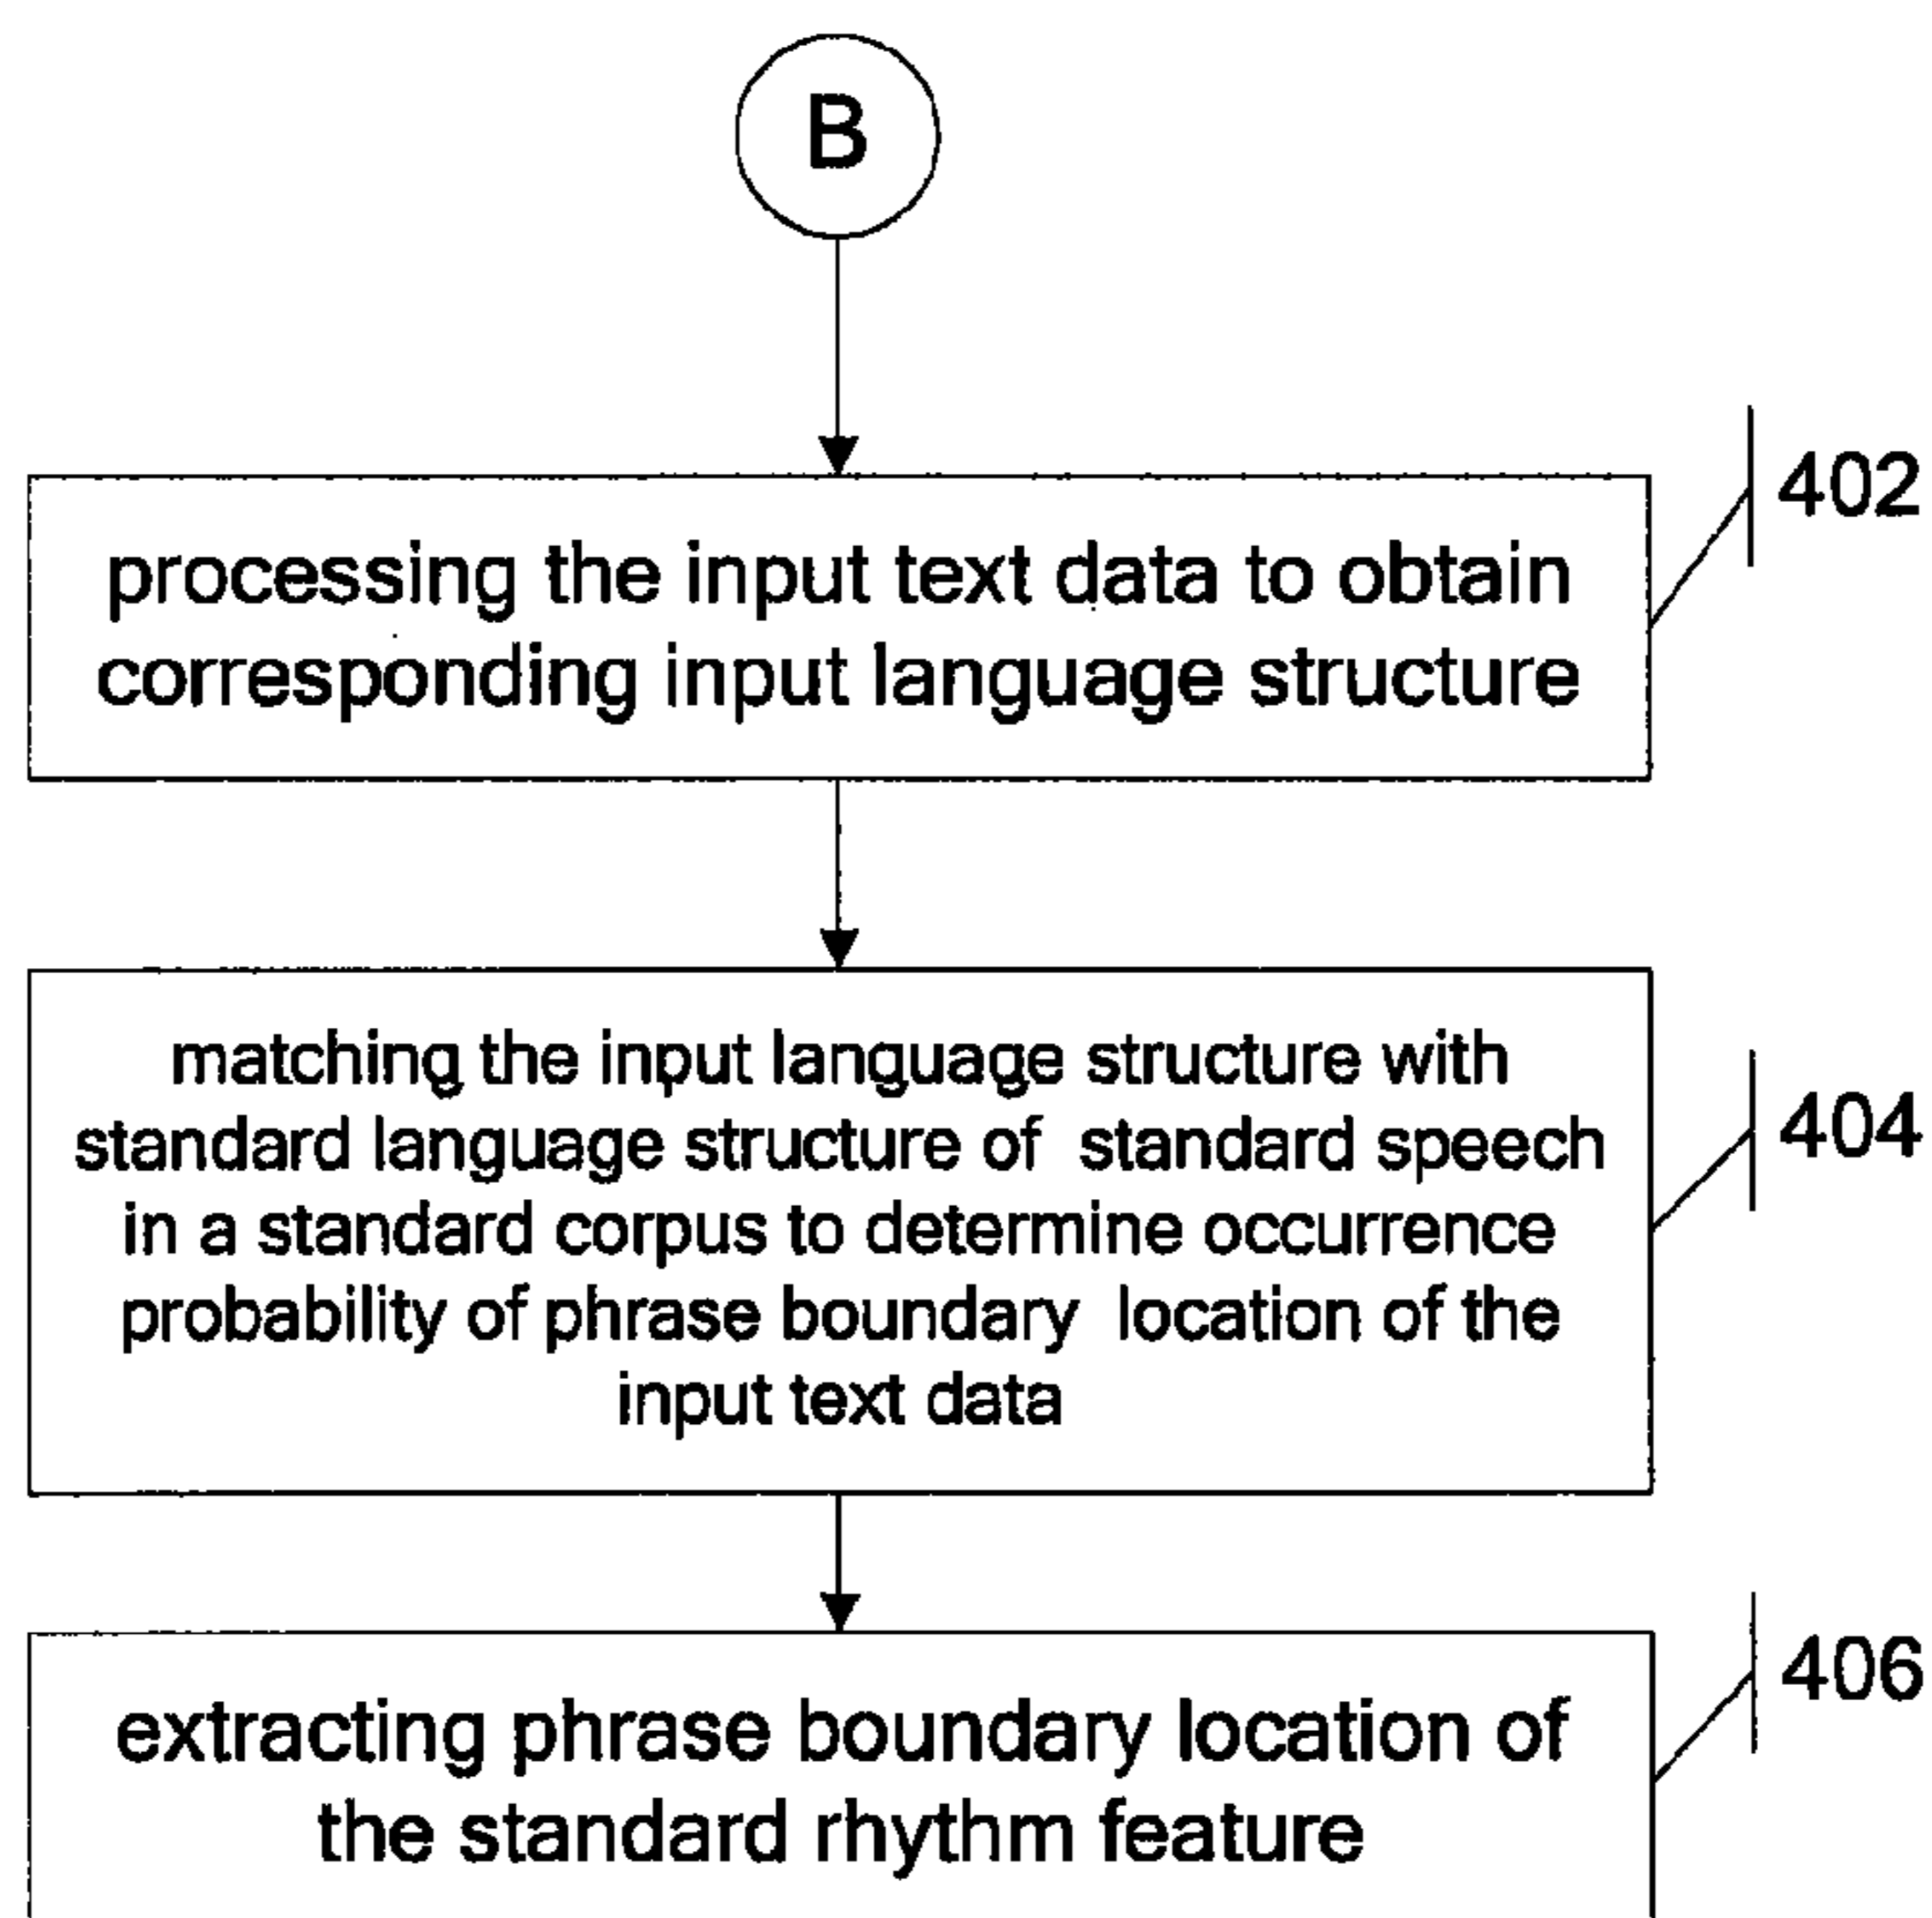 B
402
processing the input text data to obtain
corresponding input language structure
matching the input language structure with
standard language structure of standard speech
in a standard corpus to determine occurrence
probability of phrase boundary location of the
input text data
404
extracting phrase boundary location of
the standard rhythm feature
406